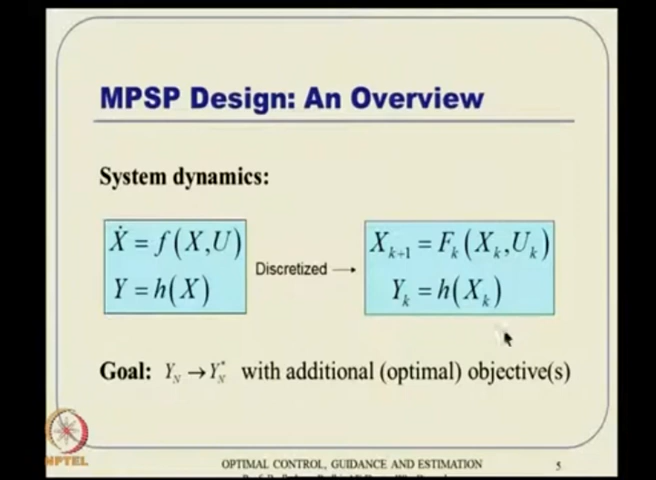 MPSP Design: An Overview
System dynamics:
Ẋ = f(X,U)
Y = h(X)
Discretized →
X_{k+1} = F_k(X_k,U_k)
Y_k = h(X_k)
Goal: Y_N → Y_N^* with additional (optimal) objective(s)
NPTEL
OPTIMAL CONTROL, GUIDANCE AND ESTIMATION
5